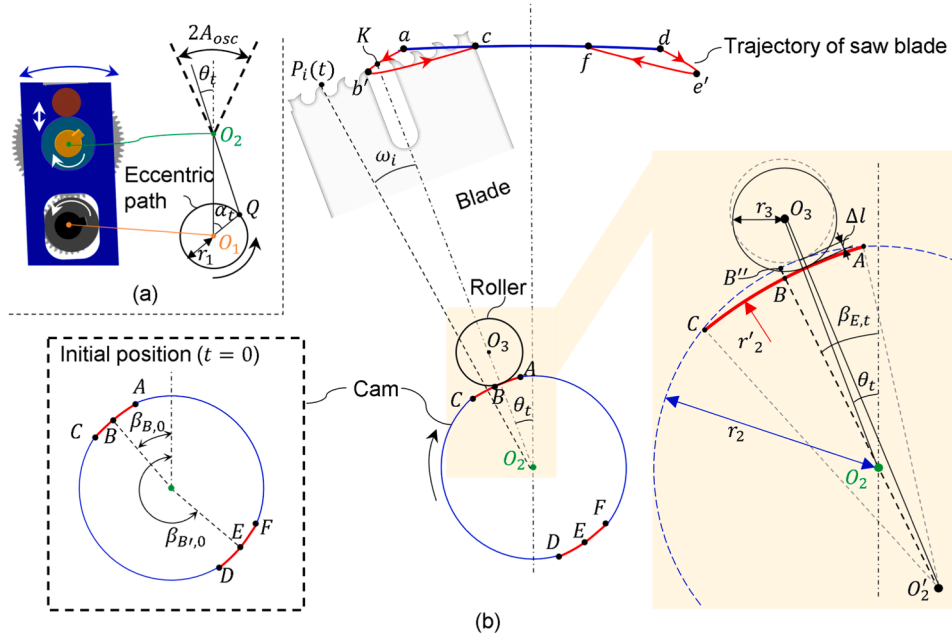 2A_osc
θ_t
O_2
Eccentric
path
α_t
Q
O_1
r_1
(a)
K
a
c
d
f
b'
e'
Trajectory of saw blade
P_i(t)
ω_i
Blade
Roller
O_3
A
B
C
θ_t
O_2
Cam
D
E
F
(b)
Initial position (t = 0)
A
B
C
β_B,0
β_B′,0
D
E
F
r_3
O_3
Δl
A
B''
B
C
r'_2
β_E,t
θ_t
r_2
O_2
O_2′